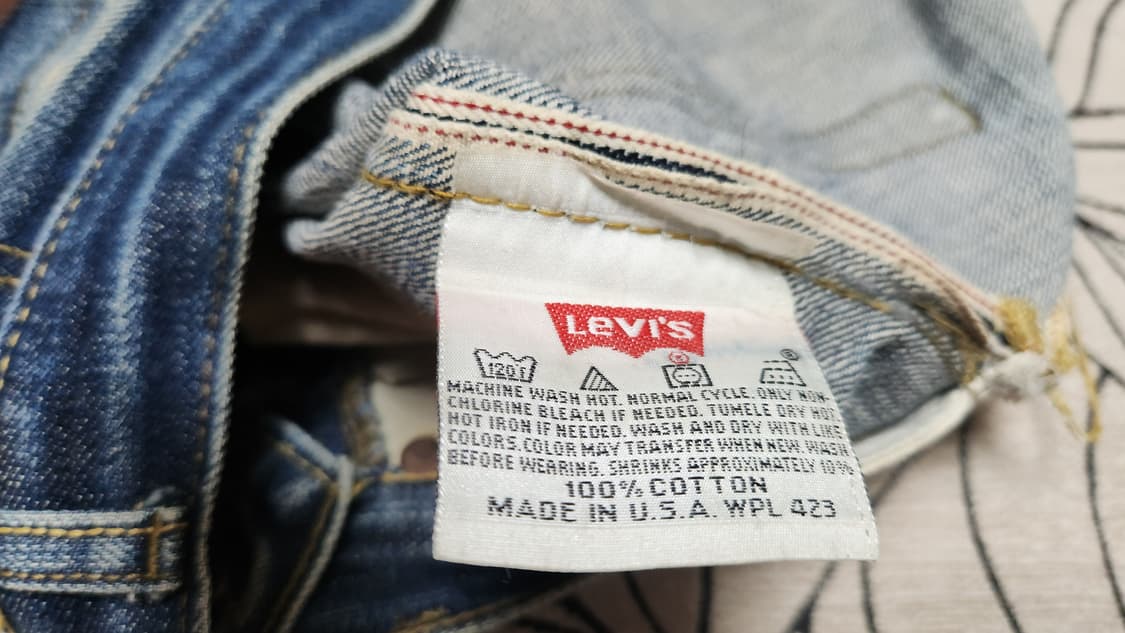 Levi's
120°F
MACHINE WASH HOT. NORMAL CYCLE. ONLY NON-
CHLORINE BLEACH IF NEEDED. TUMBLE DRY HOT.
HOT IRON IF NEEDED. WASH AND DRY WITH LIKE
COLORS. COLOR MAY TRANSFER WHEN NEW. WASH
BEFORE WEARING. SHRINKS APPROXIMATELY 10%
100% COTTON
MADE IN U.S.A. WPL 423